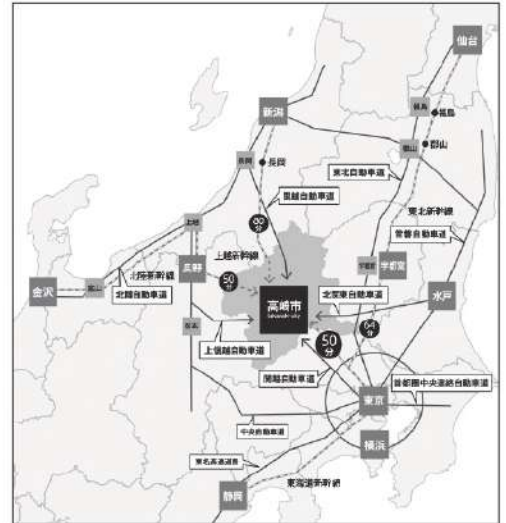 仙台
福島
福島
新潟
郡山
郡山
長岡
長岡
東北自動車道
関越自動車道
東北新幹線
上越
80分
常磐自動車道
上越新幹線
長野
宇都宮
宇都宮
北陸新幹線
50分
金沢
富山
高崎市
水戸
北陸自動車道
北関東自動車道
64分
50分
上信越自動車道
関越自動車道
首都圏中央連絡自動車道
東京
中央自動車道
横浜
東名高速道路
静岡
東海道新幹線